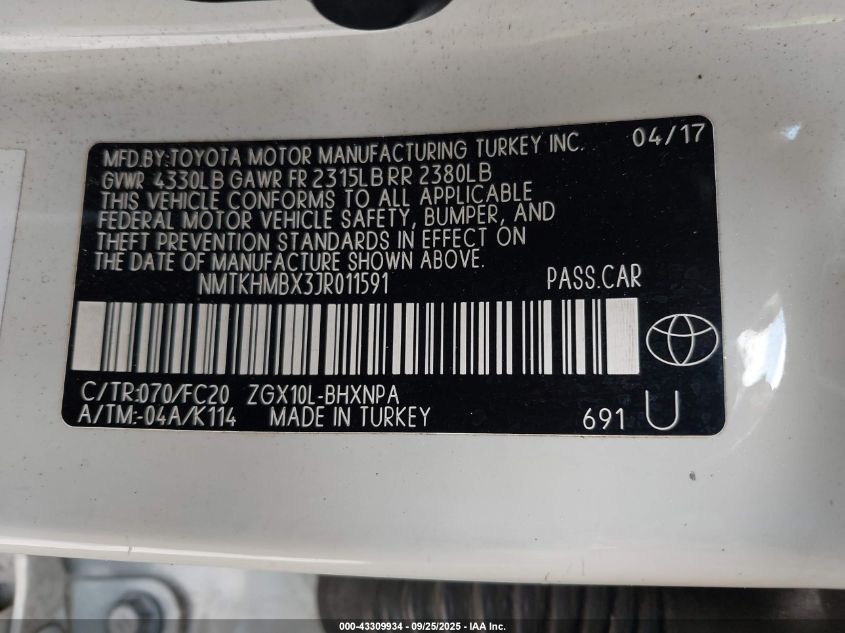 MFD.BY:TOYOTA MOTOR MANUFACTURING TURKEY INC. 04/17
GVWR 4330LB GAWR FR 2315LB RR 2380LB
THIS VEHICLE CONFORMS TO ALL APPLICABLE
FEDERAL MOTOR VEHICLE SAFETY, BUMPER, AND
THEFT PREVENTION STANDARDS IN EFFECT ON
THE DATE OF MANUFACTURE SHOWN ABOVE.
NMTKHMBX3JR011591 PASS.CAR
C/TR:070/FC20 ZGX10L-BHXNPA
A/TM:-04A/K114 MADE IN TURKEY 691 U
000-43309934 - 09/25/2025 - IAA Inc.